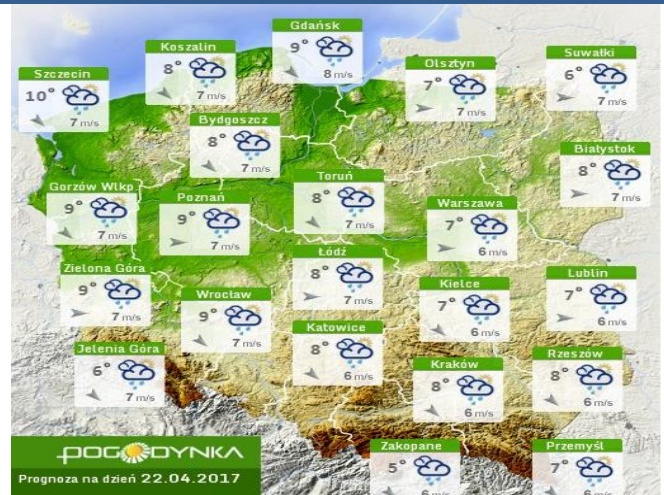 Gdańsk
9°
8 m/s
Koszalin
8°
7 m/s
Szczecin
10°
7 m/s
Olsztyn
7°
7 m/s
Suwałki
6°
7 m/s
Bydgoszcz
8°
7 m/s
Białystok
8°
7 m/s
Toruń
8°
7 m/s
Gorzów Wlkp
9°
7 m/s
Poznań
9°
7 m/s
Warszawa
7°
6 m/s
Łódź
8°
7 m/s
Zielona Góra
9°
7 m/s
Lublin
7°
6 m/s
Kielce
7°
6 m/s
Wrocław
9°
7 m/s
Katowice
8°
6 m/s
Jelenia Góra
6°
7 m/s
Rzeszów
8°
6 m/s
Kraków
8°
6 m/s
Zakopane
5°
6 m/s
Przemyśl
7°
6 m/s
POGODYNKA
Prognoza na dzień 22.04.2017